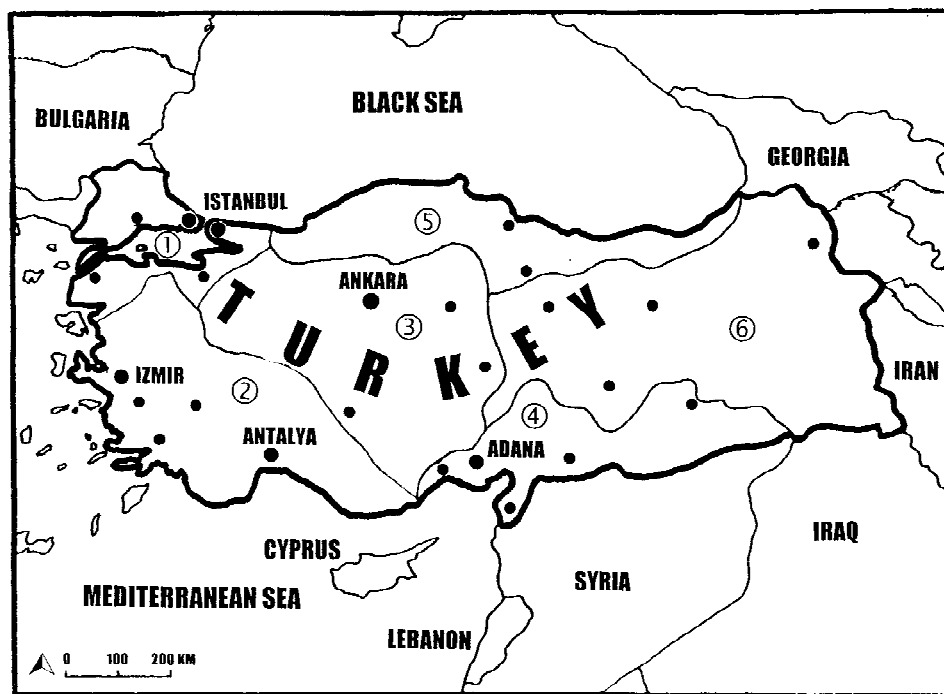 BLACK SEA
BULGARIA
GEORGIA
ISTANBUL
①
⑤
ANKARA
③
TURKEY
⑥
IRAN
IZMIR
②
④
ANTALYA
ADANA
CYPRUS
IRAQ
SYRIA
MEDITERRANEAN SEA
LEBANON
0 100 200 KM